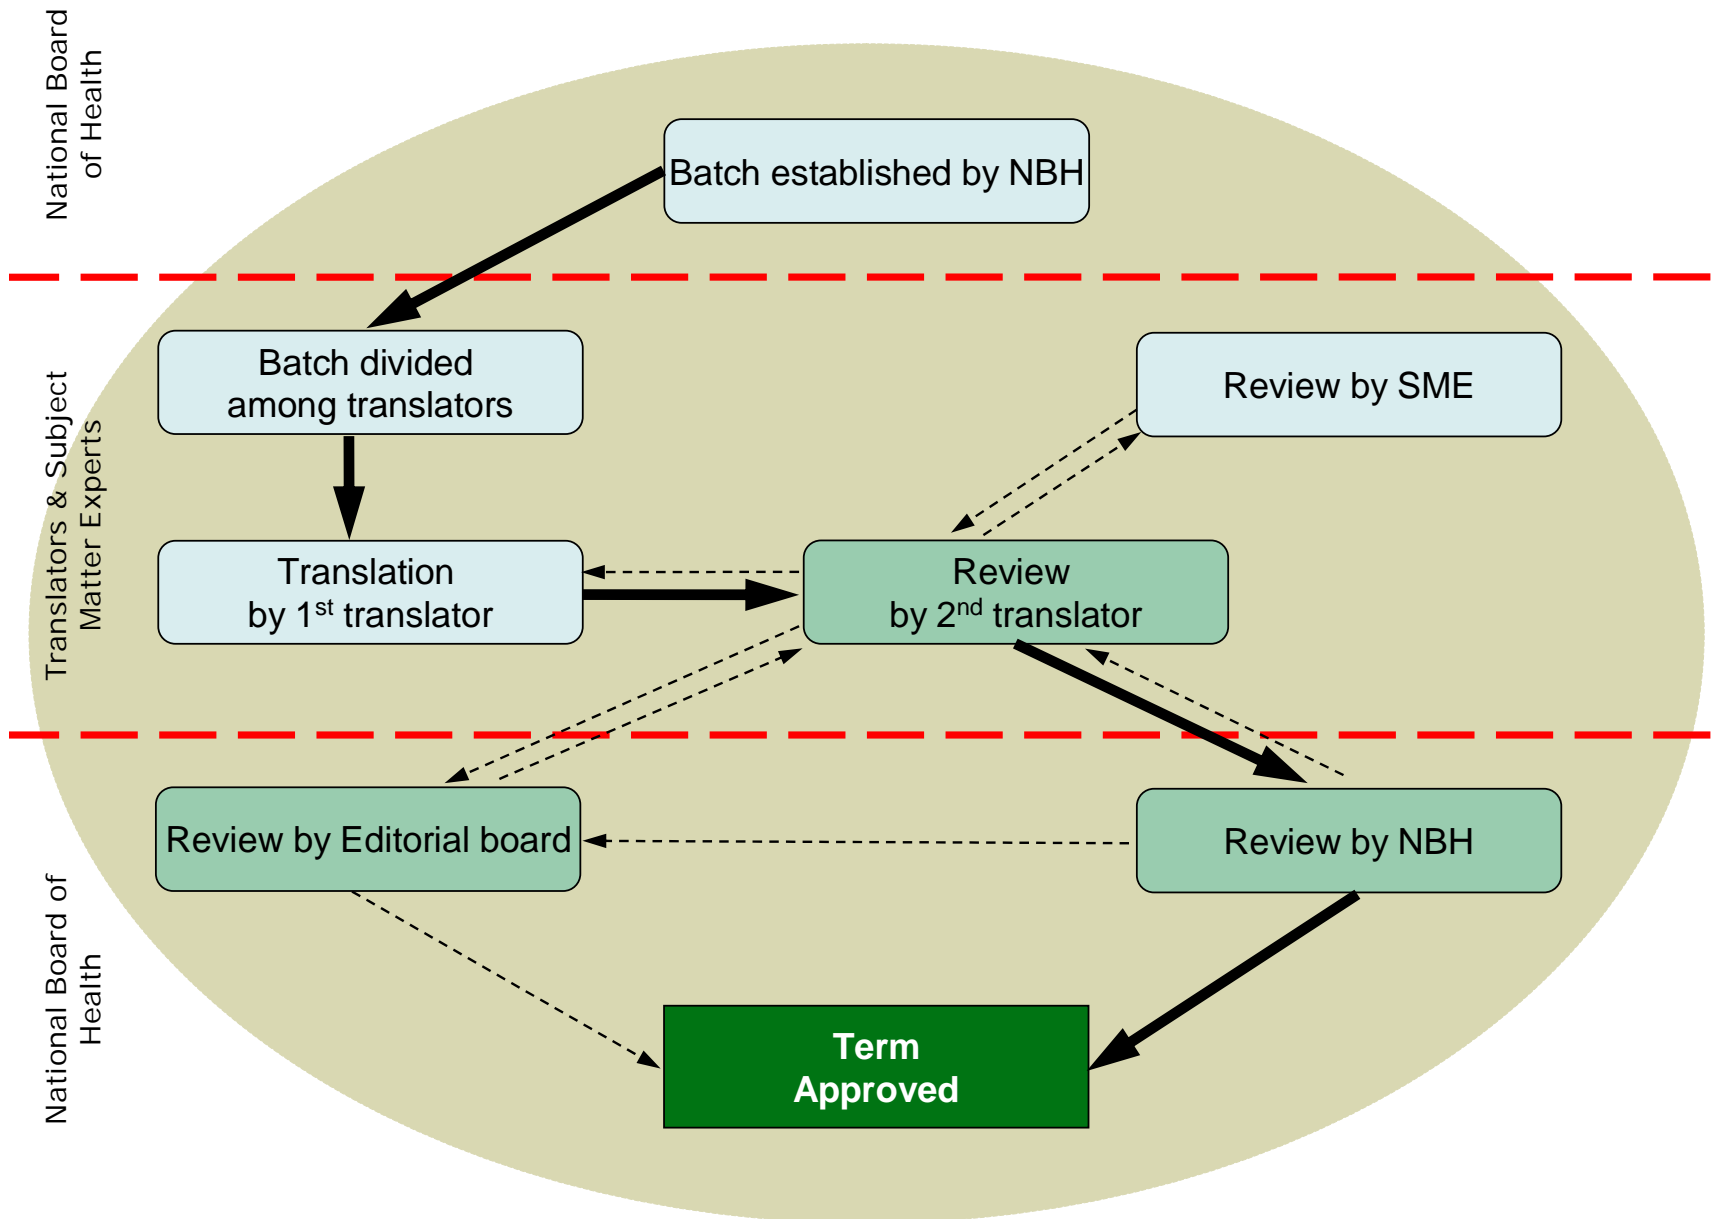 National Board
of Health
Batch established by NBH
Translators & Subject
Matter Experts
Batch divided
among translators
Review by SME
Translation
by 1st translator
Review
by 2nd translator
National Board of
Health
Review by Editorial board
Review by NBH
Term
Approved